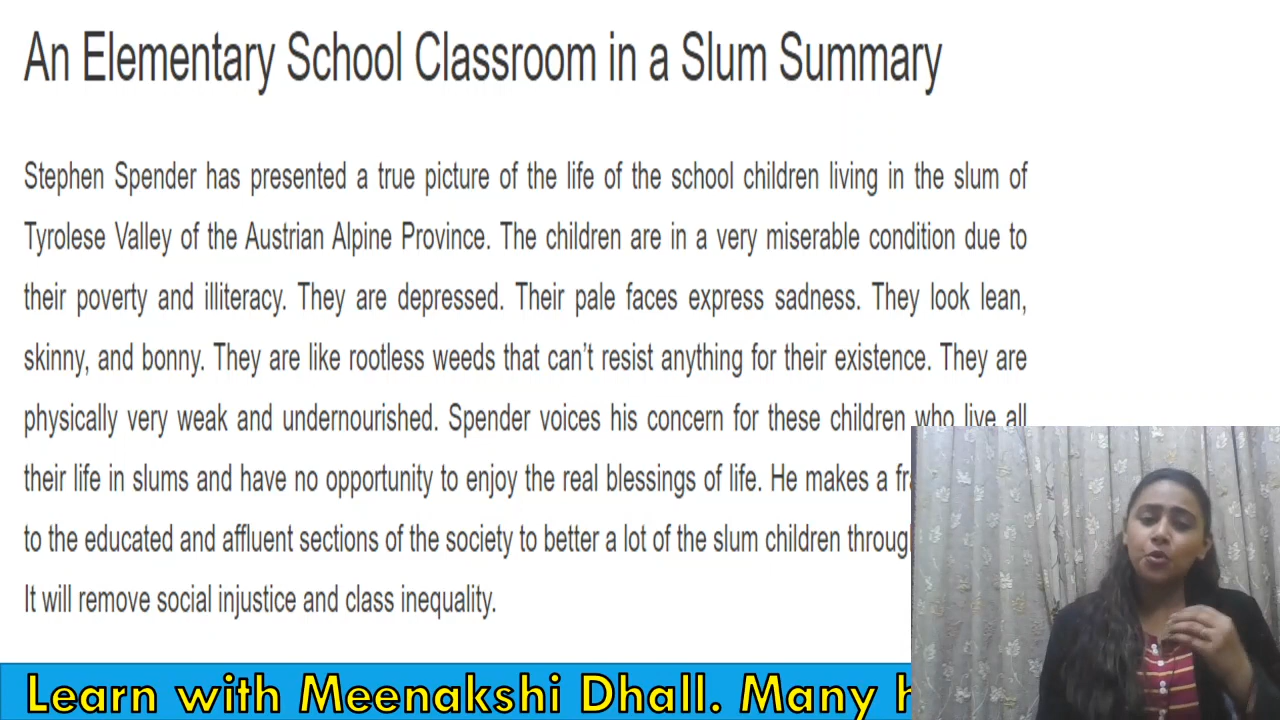 An Elementary School Classroom in a Slum Summary
Stephen Spender has presented a true picture of the life of the school children living in the slum of
Tyrolese Valley of the Austrian Alpine Province. The children are in a very miserable condition due to
their poverty and illiteracy. They are depressed. Their pale faces express sadness. They look lean,
skinny, and bonny. They are like rootless weeds that can't resist anything for their existence. They are
physically very weak and undernourished. Spender voices his concern for these children who live all
their life in slums and have no opportunity to enjoy the real blessings of life. He makes a
to the educated and affluent sections of the society to better a lot of the slum children
It will remove social injustice and class inequality.
Learn with Meenakshi Dhall. Many